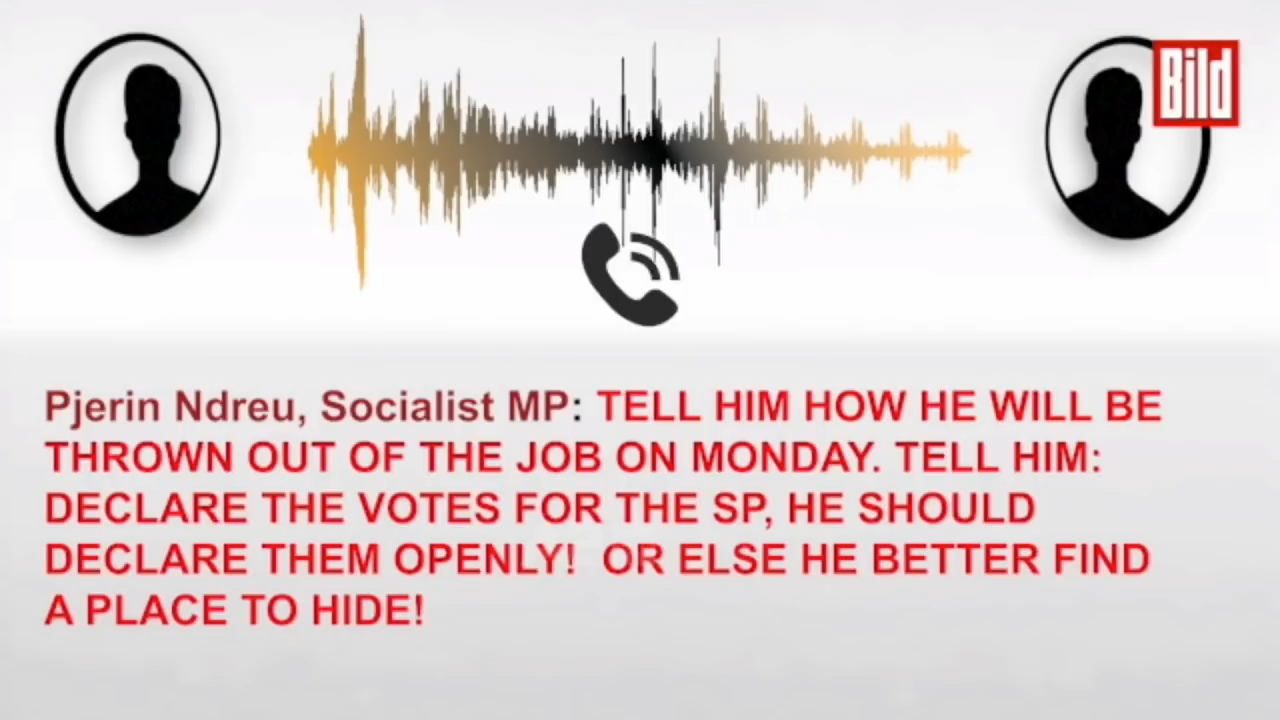 Bild
Pjerin Ndreu, Socialist MP: TELL HIM HOW HE WILL BE
THROWN OUT OF THE JOB ON MONDAY. TELL HIM:
DECLARE THE VOTES FOR THE SP, HE SHOULD
DECLARE THEM OPENLY! OR ELSE HE BETTER FIND
A PLACE TO HIDE!